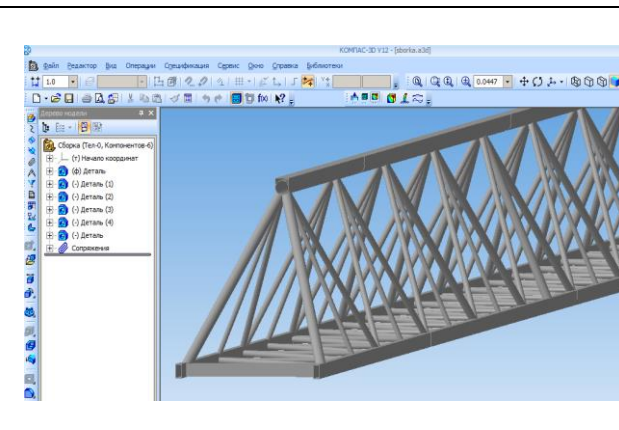 КОМПАС-3D V12 - [sborka.a3d]
Файл Редактор Вид Операции Спецификация Сервис Окно Справка Библиотеки
1.0 0.0447
f(x)
Дерево модели
Сборка (Тел-0, Компонентов-6)
(т) Начало координат
(ф) Деталь
(-) Деталь (1)
(-) Деталь (2)
(-) Деталь (3)
(-) Деталь (4)
(-) Деталь
Сопряжения